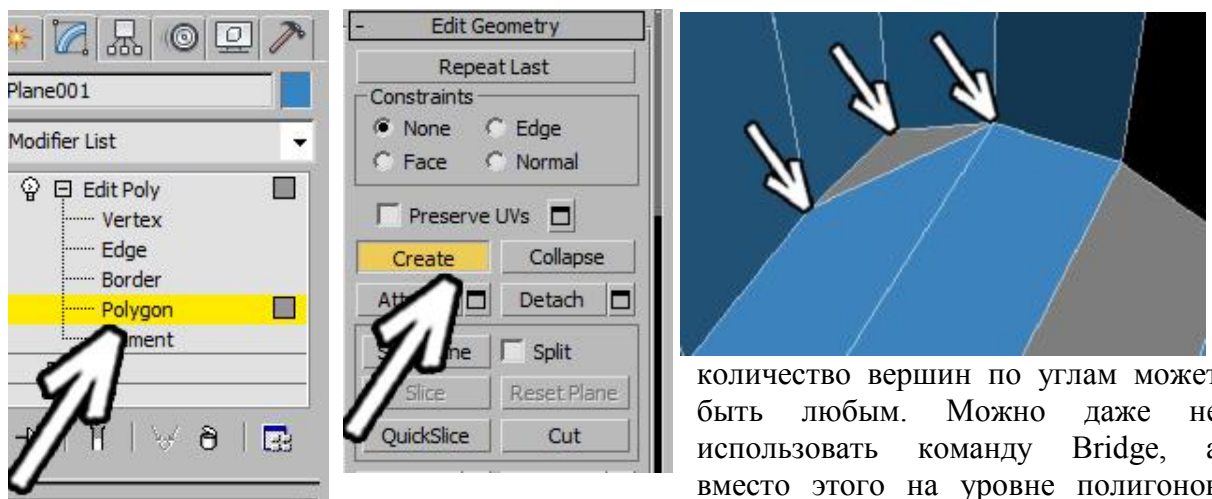 Plane001
Modifier List
Edit Poly
Vertex
Edge
Border
Polygon
- Edit Geometry
Repeat Last
Constraints
None Edge
Face Normal
Preserve UVs
Create Collapse
Detach
Split
Slice Reset Plane
QuickSlice Cut
количество вершин по углам может
быть любым. Можно даже не
использовать команду Bridge, а
вместо этого на уровне полигонов